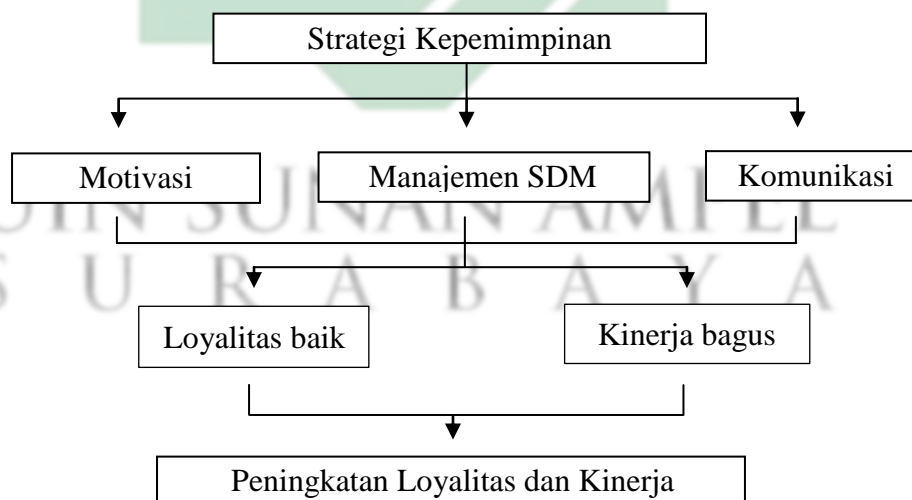 Strategi Kepemimpinan
Motivasi
Manajemen SDM
Komunikasi
UIN SUNAN AMPEL
S U R A B A Y A
Loyalitas baik
Kinerja bagus
Peningkatan Loyalitas dan Kinerja